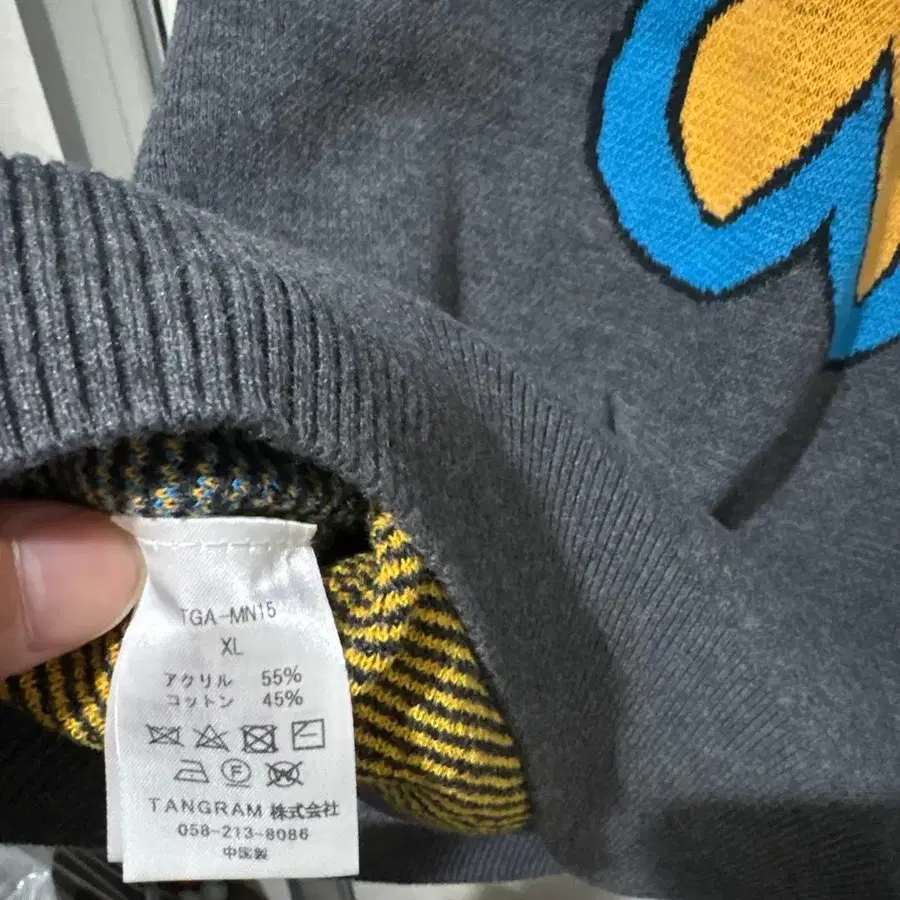 TGA-MN15
XL
アクリル 55%
コットン 45%
F
W
TANGRAM 株式会社
058-213-8086
中国製